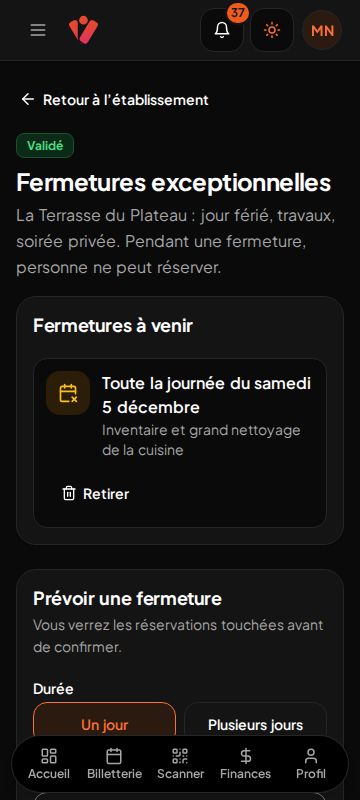 37
MN
Retour à l’établissement
Validé
Fermetures exceptionnelles
La Terrasse du Plateau : jour férié, travaux,
soirée privée. Pendant une fermeture,
personne ne peut réserver.
Fermetures à venir
Toute la journée du samedi
5 décembre
Inventaire et grand nettoyage
de la cuisine
Retirer
Prévoir une fermeture
Vous verrez les réservations touchées avant
de confirmer.
Durée
Un jour
Plusieurs jours
Accueil
Billetterie
Scanner
Finances
Profil